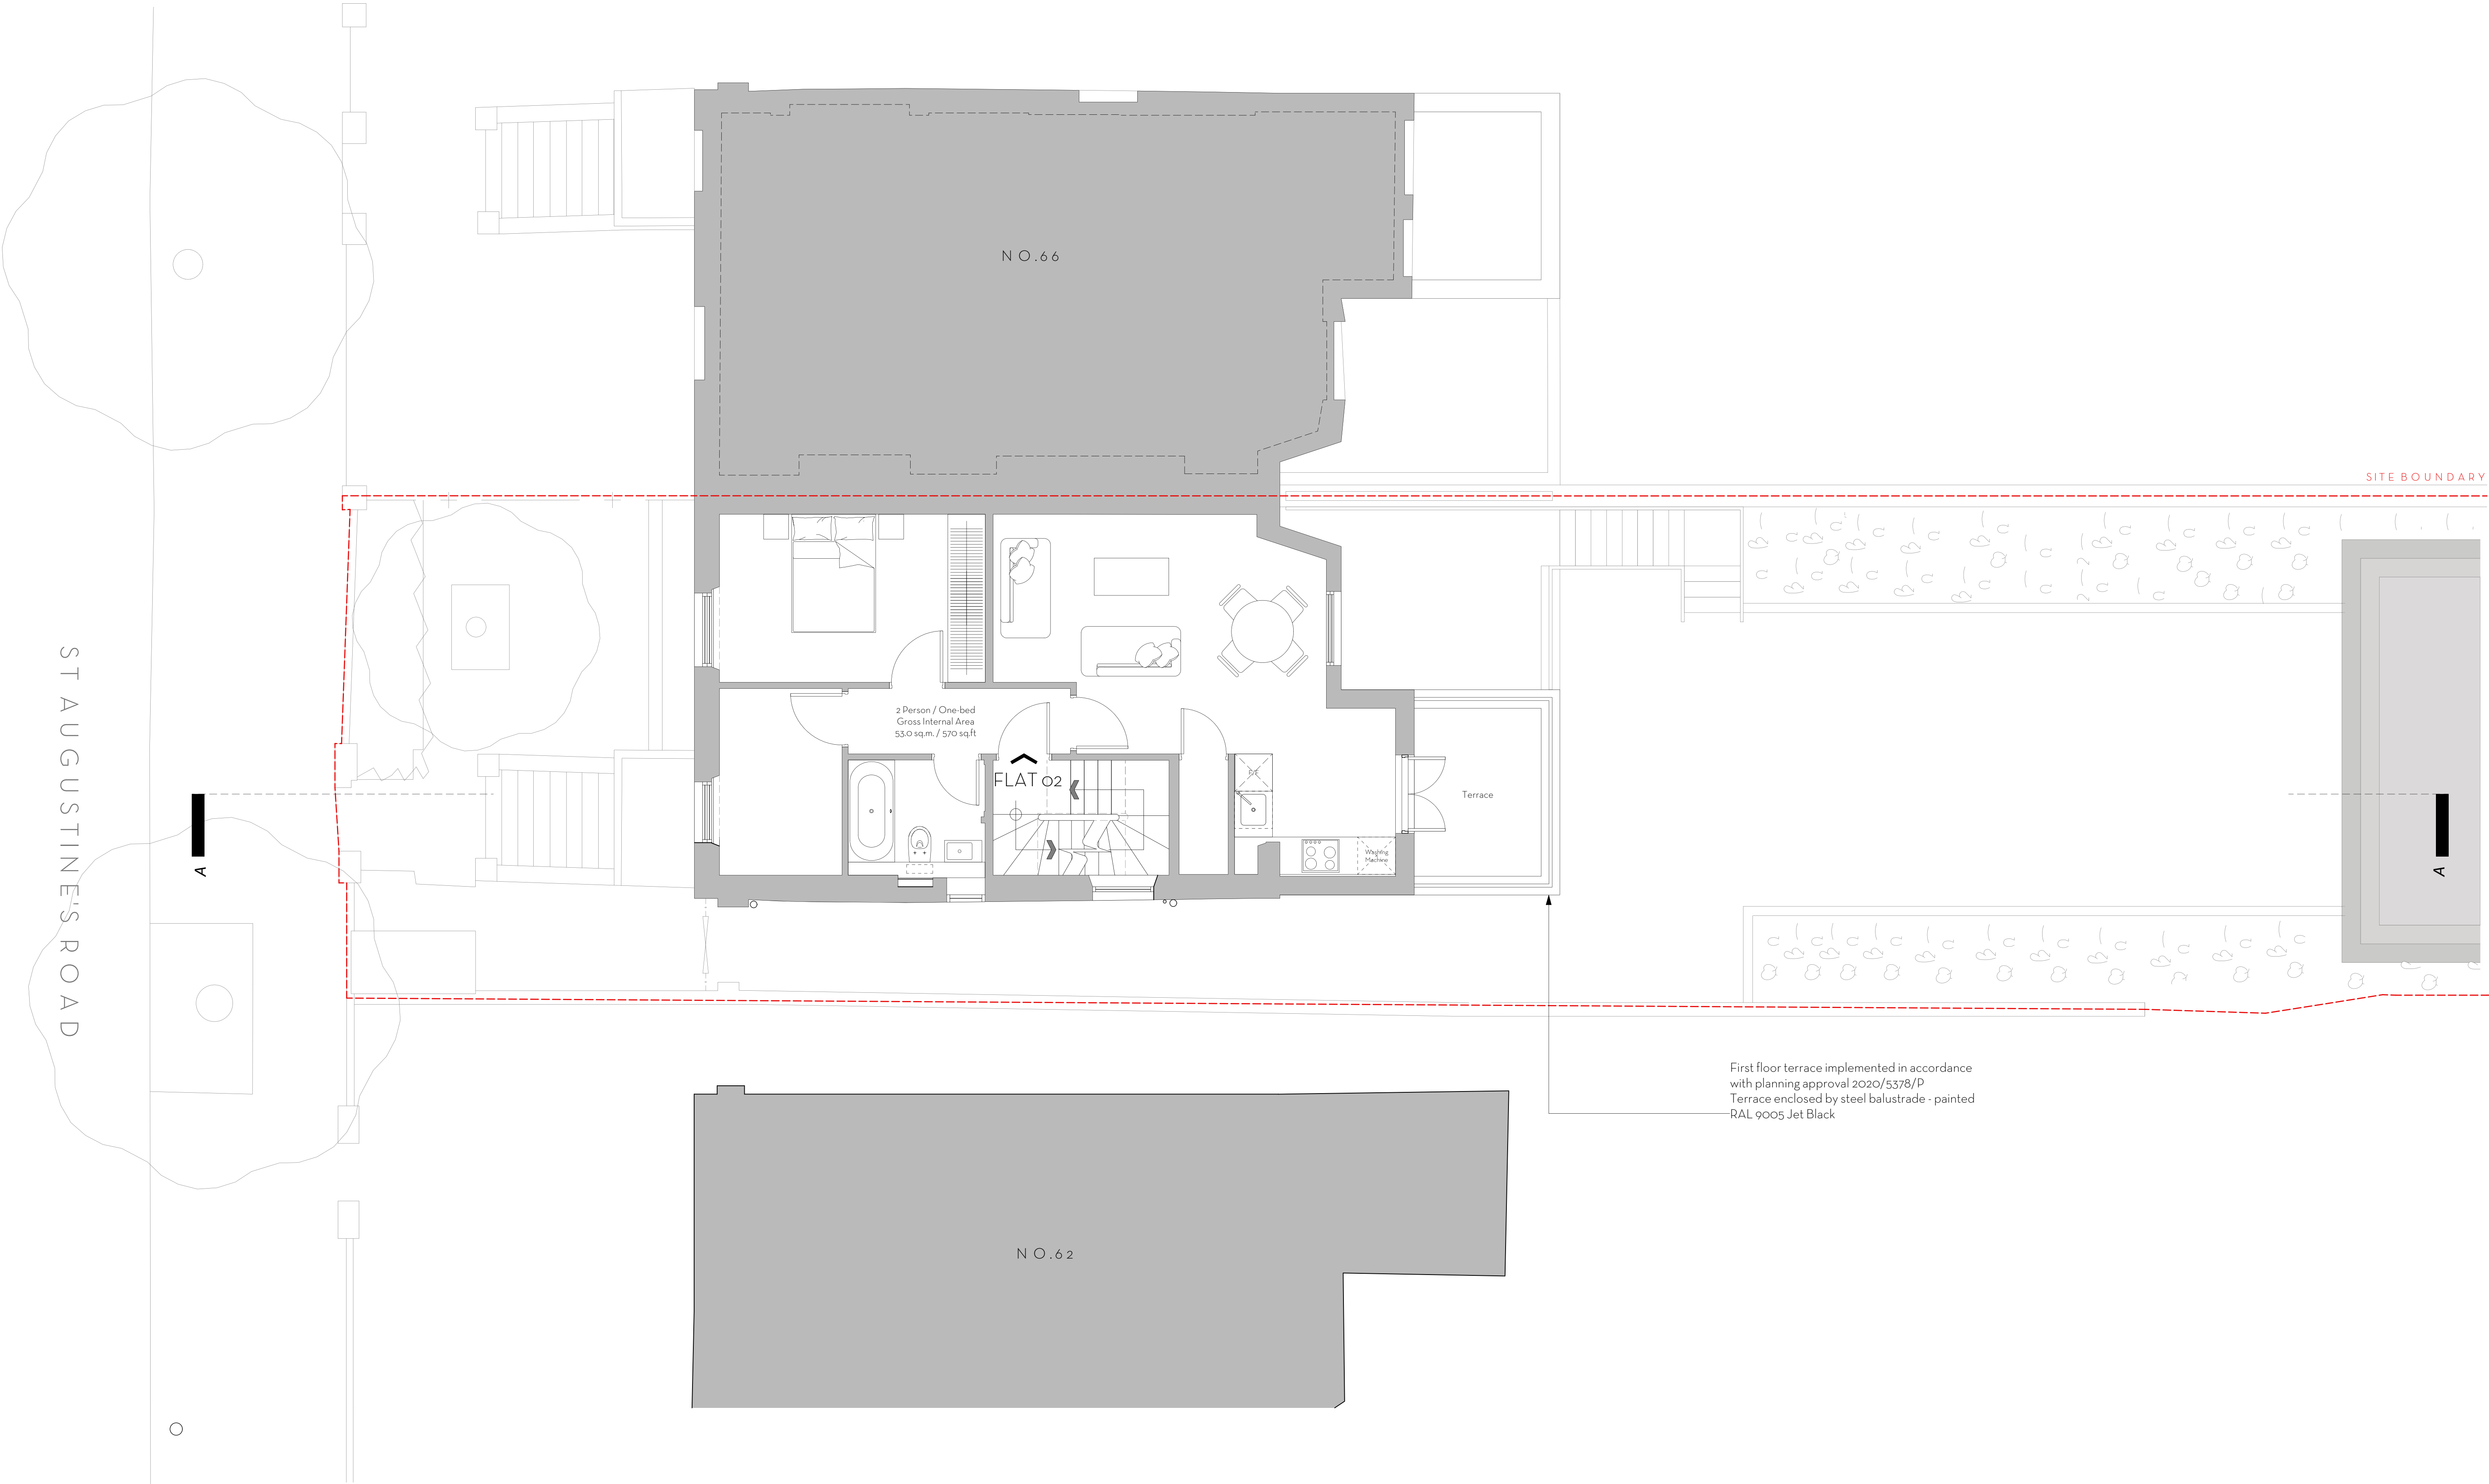 NO.66
SITE BOUNDARY
ST AUGUSTINE'S ROAD
2 Person / One-bed
Gross Internal Area
53.0 sq.m. / 570 sq.ft
FLAT 02
F/F
Terrace
Washing
Machine
A
A
First floor terrace implemented in accordance
with planning approval 2020/5378/P
Terrace enclosed by steel balustrade - painted
RAL 9005 Jet Black
NO.62